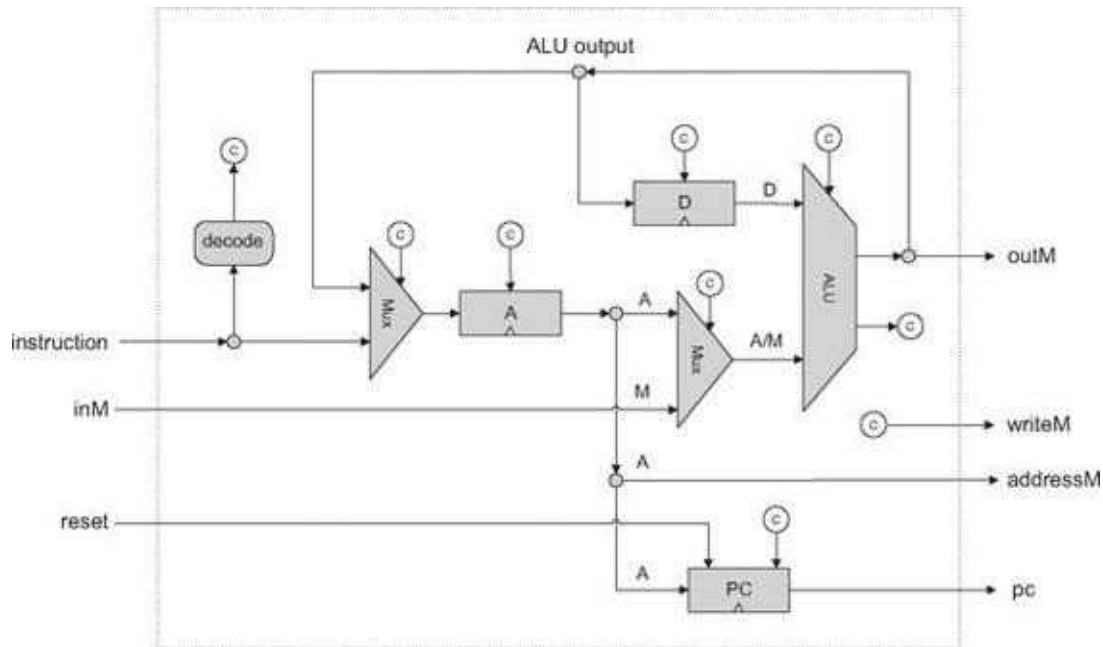 ALU output
C
C
C
D
D
decode
C
C
C
outM
Mux
A
A
Mux
ALU
C
instruction
A/M
M
inM
C
writeM
A
addressM
reset
C
A
PC
pc